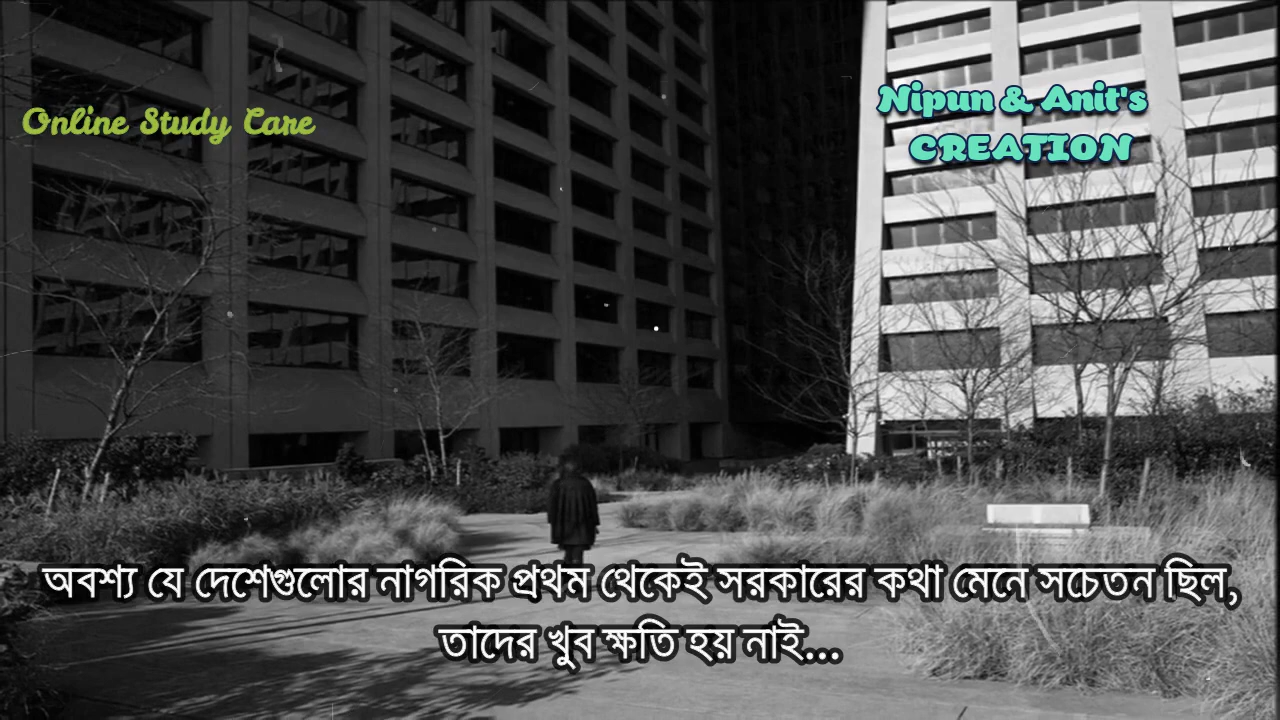 Online Study Care
Nipun & Anit's
CREATION
অবশ্য যে দেশেগুলোর নাগরিক প্রথম থেকেই সরকারের কথা মেনে সচেতন ছিল,
তাদের খুব ক্ষতি হয় নাই...